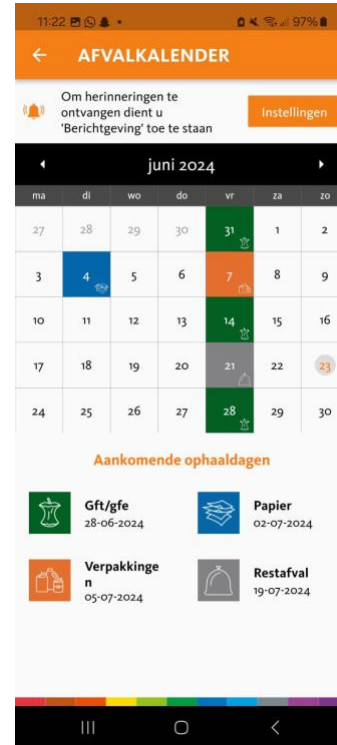 11:22 97%
AFVALKALENDER
Om herinneringen te
ontvangen dient u
'Berichtgeving' toe te staan
Instellingen
juni 2024
ma di wo do vr za zo
27 28 29 30 31 1 2
3 4 5 6 7 8 9
10 11 12 13 14 15 16
17 18 19 20 21 22 23
24 25 26 27 28 29 30
Aankomende ophaaldagen
Gft/gfe
28-06-2024
Papier
02-07-2024
Verpakkinge
n
05-07-2024
Restafval
19-07-2024